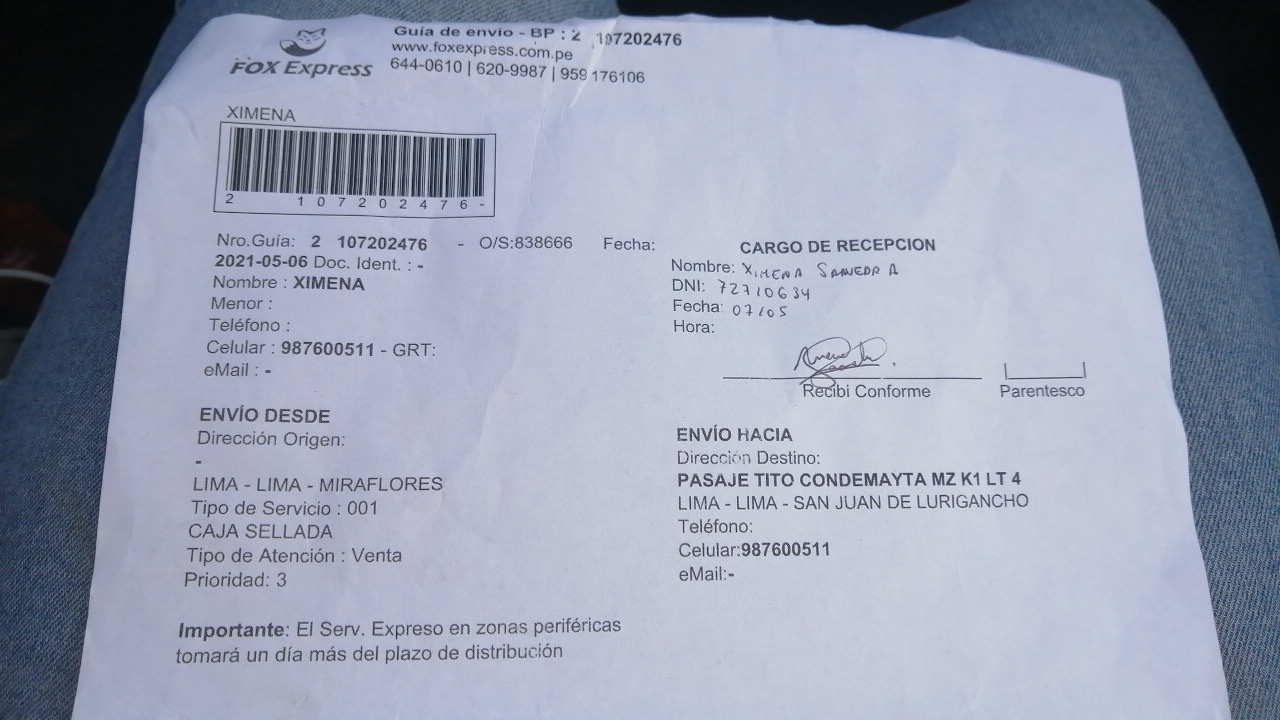 FOX Express
Guía de envío - BP : 2 107202476
www.foxexpress.com.pe
644-0610 | 620-9987 | 959 176106
XIMENA
2 107202476-
Nro.Guía: 2 107202476 - O/S:838666 Fecha:
2021-05-06 Doc. Ident. : -
Nombre : XIMENA
Menor :
Teléfono :
Celular : 987600511 - GRT:
eMail : -
CARGO DE RECEPCION
Nombre: XIMENA SAAVEDRA
DNI: 72710634
Fecha: 07/05
Hora:
Recibi Conforme
Parentesco
ENVÍO DESDE
Dirección Origen:
-
LIMA - LIMA - MIRAFLORES
Tipo de Servicio : 001
CAJA SELLADA
Tipo de Atención : Venta
Prioridad: 3
ENVÍO HACIA
Dirección Destino:
PASAJE TITO CONDEMAYTA MZ K1 LT 4
LIMA - LIMA - SAN JUAN DE LURIGANCHO
Teléfono:
Celular:987600511
eMail:-
Importante: El Serv. Expreso en zonas periféricas
tomará un día más del plazo de distribución